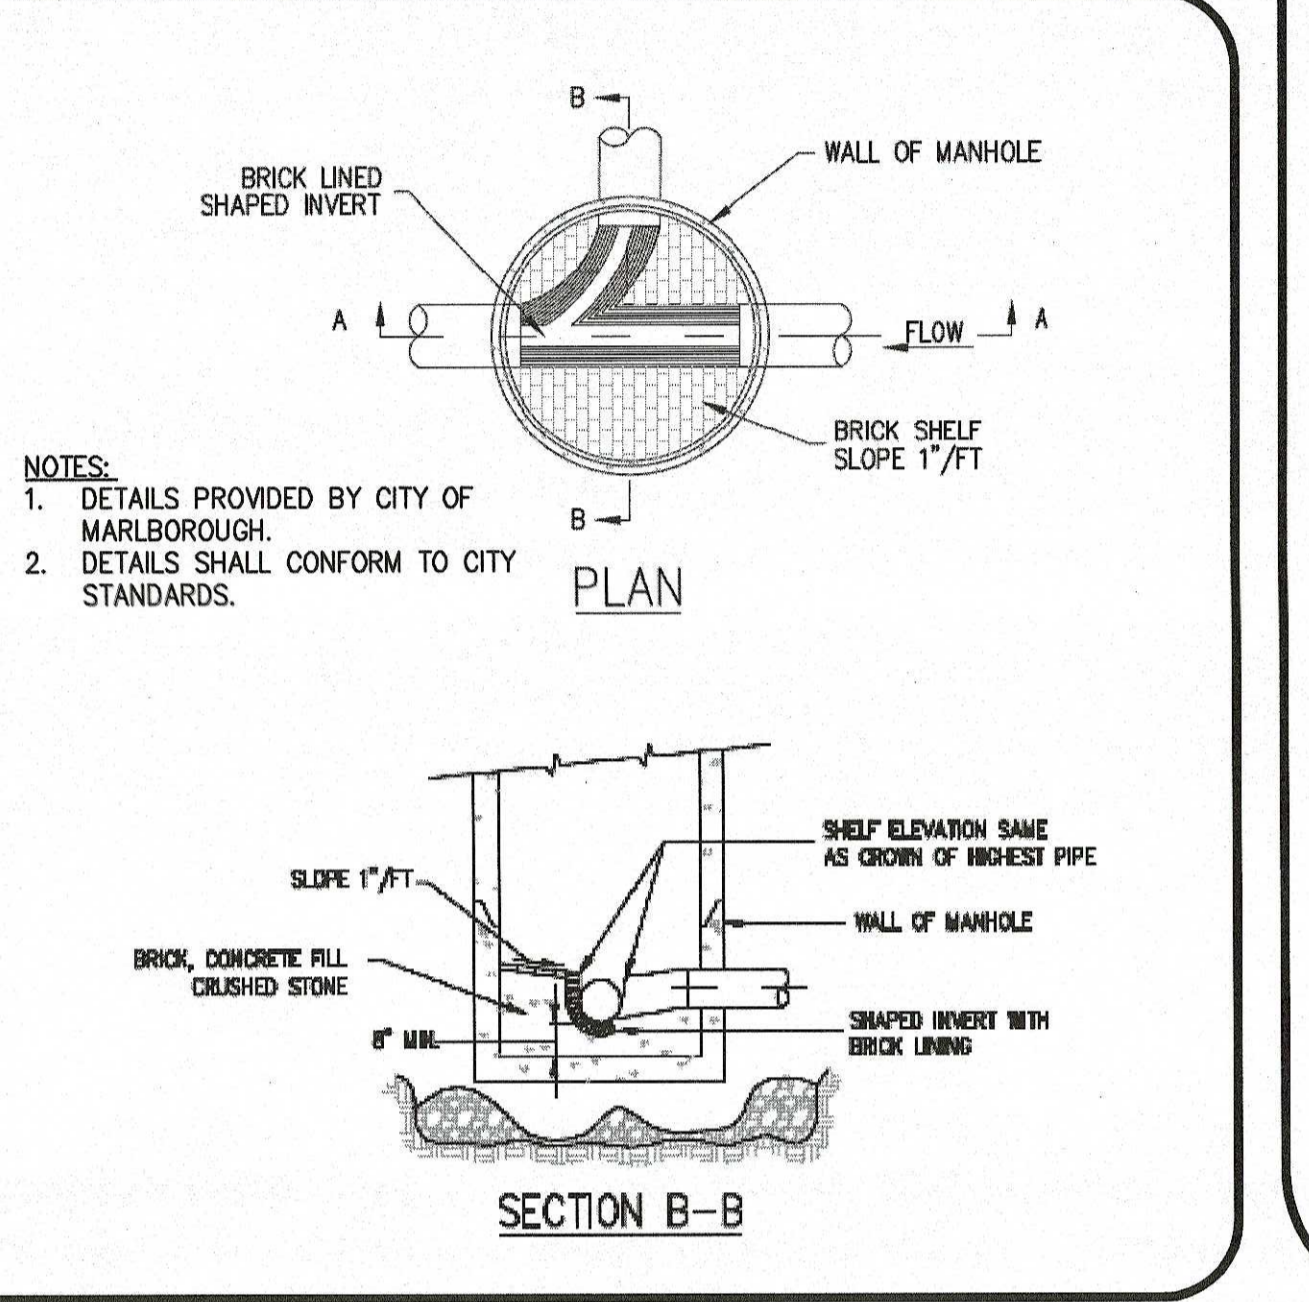 B
BRICK LINED
SHAPED INVERT
WALL OF MANHOLE
A
FLOW
A
BRICK SHELF
SLOPE 1"/FT
B
NOTES:
1. DETAILS PROVIDED BY CITY OF
MARLBOROUGH.
2. DETAILS SHALL CONFORM TO CITY
STANDARDS.
PLAN
SHELF ELEVATION SAME
AS CROWN OF HIGHEST PIPE
SLOPE 1"/FT
WALL OF MANHOLE
BRICK, CONCRETE FILL
CRUSHED STONE
SHAPED INVERT WITH
BRICK LINING
MIN.
SECTION B-B